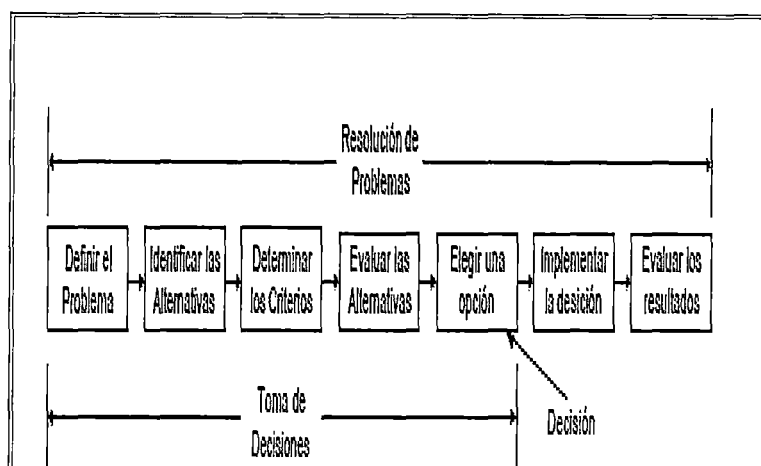 Resolución de
Problemas
Definir el
Problema
Identificar las
Alternativas
Determinar
los Criterios
Evaluar las
Alternativas
Elegir una
opción
Implementar
la desición
Evaluar los
resultados
Toma de
Decisiones
Decisión